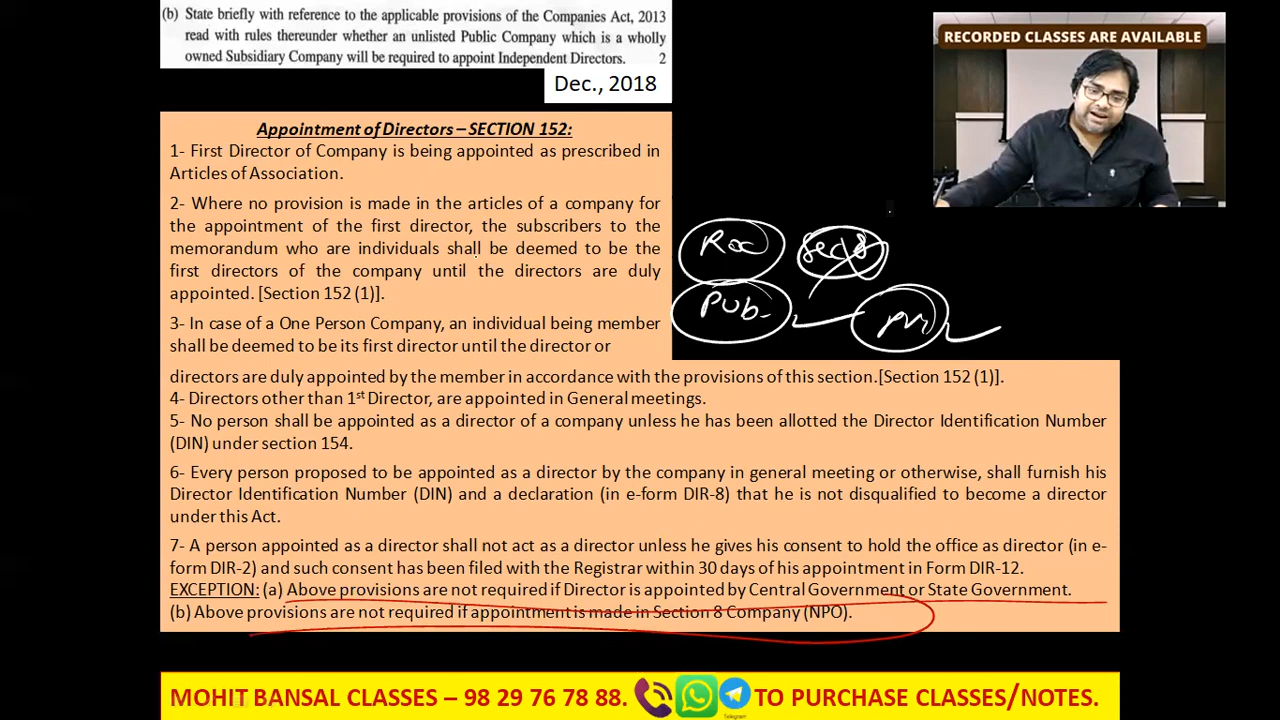 (b) State briefly with reference to the applicable provisions of the Companies Act, 2013
read with rules thereunder whether an unlisted Public Company which is a wholly
owned Subsidiary Company will be required to appoint Independent Directors. 2
Dec., 2018
RECORDED CLASSES ARE AVAILABLE
Appointment of Directors – SECTION 152:
1- First Director of Company is being appointed as prescribed in
Articles of Association.
2- Where no provision is made in the articles of a company for
the appointment of the first director, the subscribers to the
memorandum who are individuals shall be deemed to be the
first directors of the company until the directors are duly
appointed. [Section 152 (1)].
3- In case of a One Person Company, an individual being member
shall be deemed to be its first director until the director or
directors are duly appointed by the member in accordance with the provisions of this section.[Section 152 (1)].
4- Directors other than 1st Director, are appointed in General meetings.
5- No person shall be appointed as a director of a company unless he has been allotted the Director Identification Number
(DIN) under section 154.
6- Every person proposed to be appointed as a director by the company in general meeting or otherwise, shall furnish his
Director Identification Number (DIN) and a declaration (in e-form DIR-8) that he is not disqualified to become a director
under this Act.
7- A person appointed as a director shall not act as a director unless he gives his consent to hold the office as director (in e-
form DIR-2) and such consent has been filed with the Registrar within 30 days of his appointment in Form DIR-12.
EXCEPTION: (a) Above provisions are not required if Director is appointed by Central Government or State Government.
(b) Above provisions are not required if appointment is made in Section 8 Company (NPO).
Roc Sec 8
Pub.
MOHIT BANSAL CLASSES – 98 29 76 78 88. TO PURCHASE CLASSES/NOTES.
Telegram